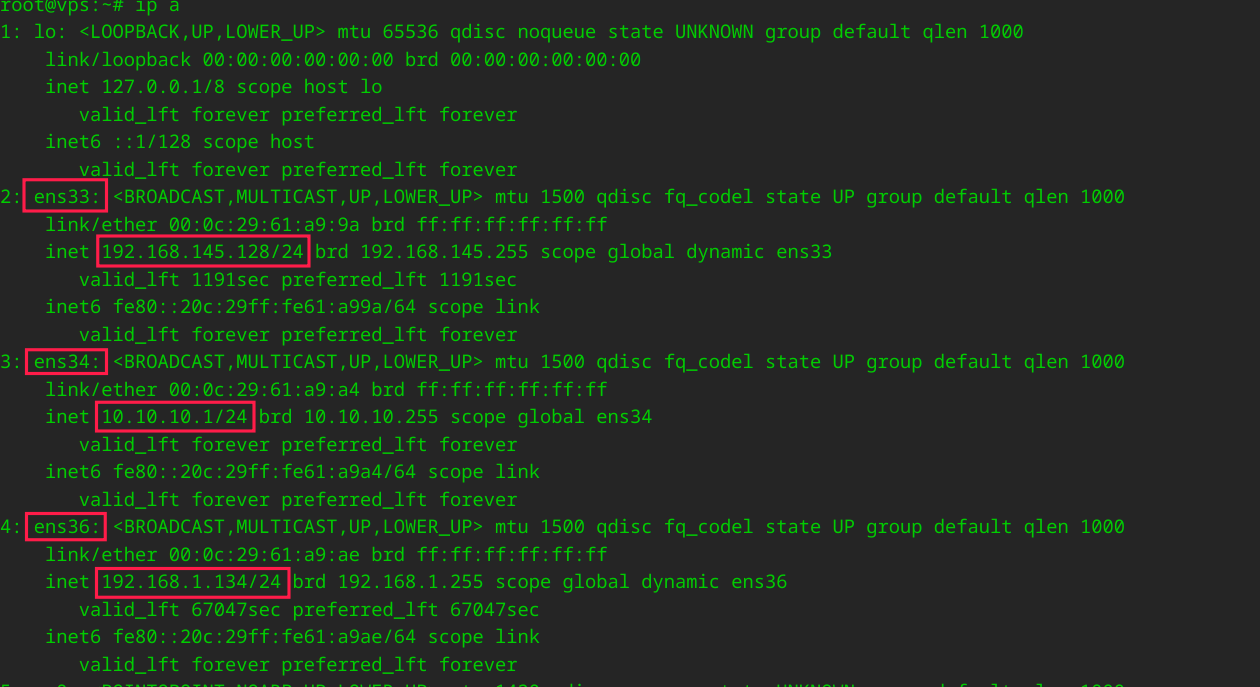 root@vps:~# ip a
1: lo: <LOOPBACK,UP,LOWER_UP> mtu 65536 qdisc noqueue state UNKNOWN group default qlen 1000
link/loopback 00:00:00:00:00:00 brd 00:00:00:00:00:00
inet 127.0.0.1/8 scope host lo
valid_lft forever preferred_lft forever
inet6 ::1/128 scope host
valid_lft forever preferred_lft forever
2: ens33: <BROADCAST,MULTICAST,UP,LOWER_UP> mtu 1500 qdisc fq_codel state UP group default qlen 1000
link/ether 00:0c:29:61:a9:9a brd ff:ff:ff:ff:ff:ff
inet 192.168.145.128/24 brd 192.168.145.255 scope global dynamic ens33
valid_lft 1191sec preferred_lft 1191sec
inet6 fe80::20c:29ff:fe61:a99a/64 scope link
valid_lft forever preferred_lft forever
3: ens34: <BROADCAST,MULTICAST,UP,LOWER_UP> mtu 1500 qdisc fq_codel state UP group default qlen 1000
link/ether 00:0c:29:61:a9:a4 brd ff:ff:ff:ff:ff:ff
inet 10.10.10.1/24 brd 10.10.10.255 scope global ens34
valid_lft forever preferred_lft forever
inet6 fe80::20c:29ff:fe61:a9a4/64 scope link
valid_lft forever preferred_lft forever
4: ens36: <BROADCAST,MULTICAST,UP,LOWER_UP> mtu 1500 qdisc fq_codel state UP group default qlen 1000
link/ether 00:0c:29:61:a9:ae brd ff:ff:ff:ff:ff:ff
inet 192.168.1.134/24 brd 192.168.1.255 scope global dynamic ens36
valid_lft 67047sec preferred_lft 67047sec
inet6 fe80::20c:29ff:fe61:a9ae/64 scope link
valid_lft forever preferred_lft forever